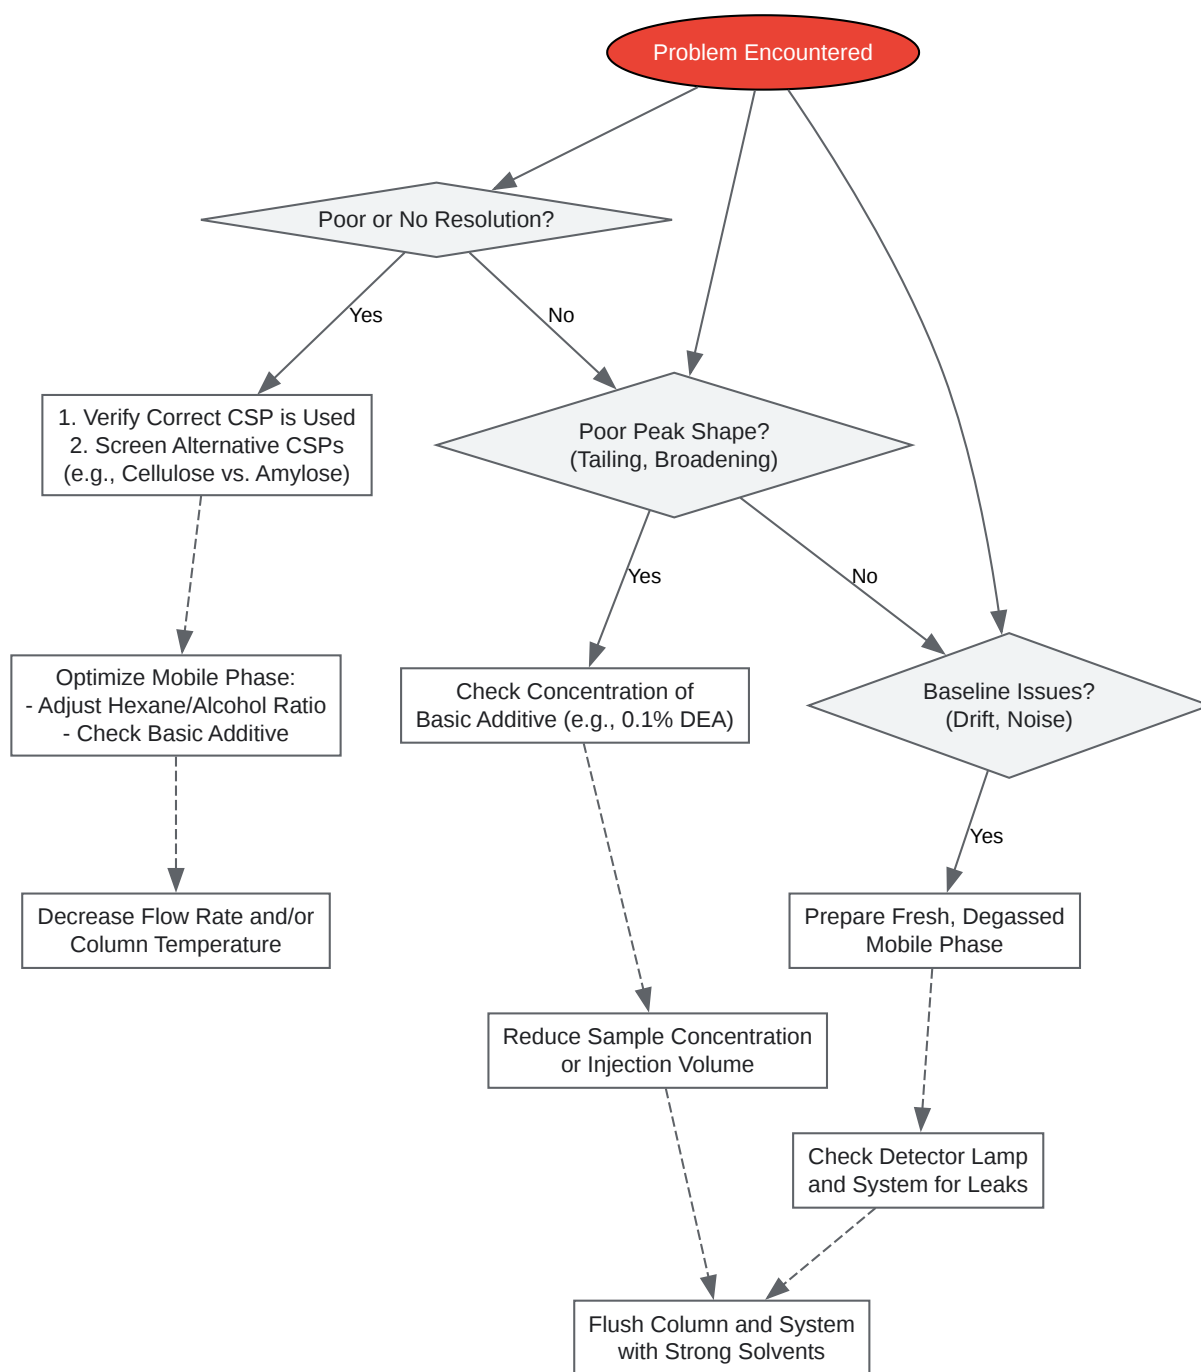 Problem Encountered
Poor or No Resolution?
Yes
No
1. Verify Correct CSP is Used
2. Screen Alternative CSPs
(e.g., Cellulose vs. Amylose)
Poor Peak Shape?
(Tailing, Broadening)
Yes
No
Optimize Mobile Phase:
- Adjust Hexane/Alcohol Ratio
- Check Basic Additive
Check Concentration of
Basic Additive (e.g., 0.1% DEA)
Baseline Issues?
(Drift, Noise)
Yes
Decrease Flow Rate and/or
Column Temperature
Prepare Fresh, Degassed
Mobile Phase
Reduce Sample Concentration
or Injection Volume
Check Detector Lamp
and System for Leaks
Flush Column and System
with Strong Solvents